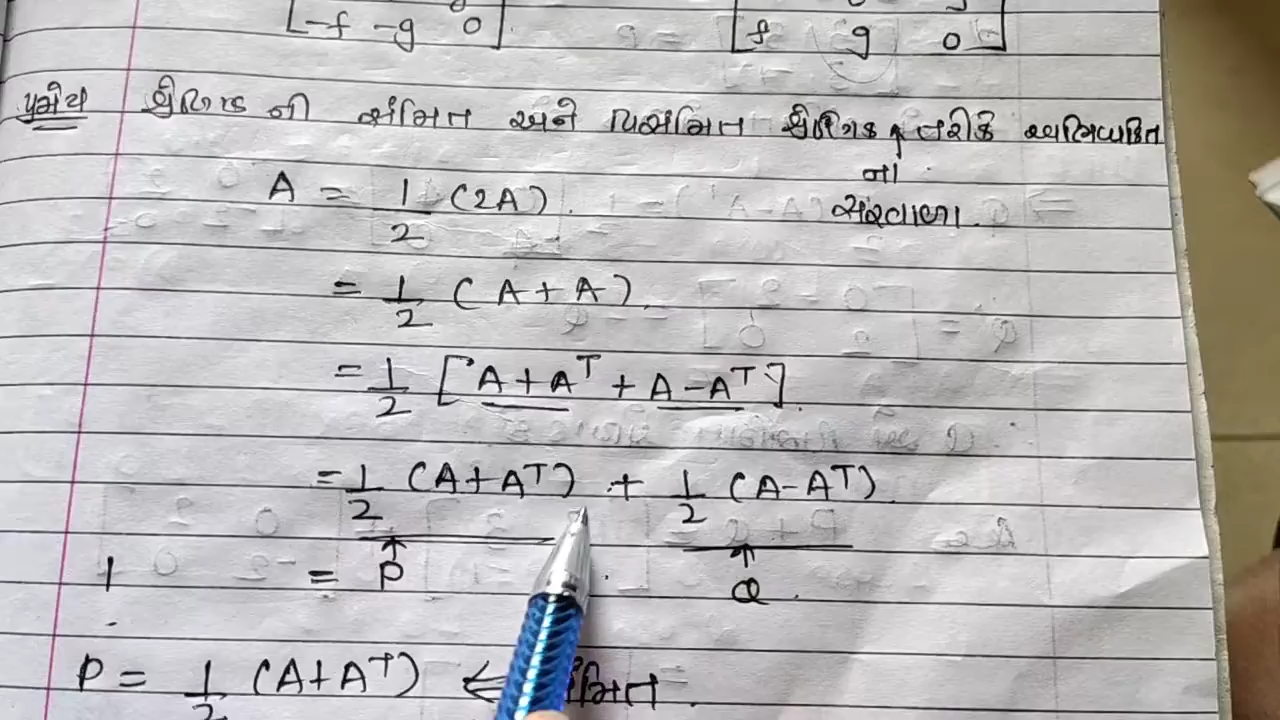 -f -g 0
f g 0
પ્રમેય શ્રેણિક ની સંમિત અને વિસંમિત શ્રેણિક તરીકે અભિવ્યક્તિ
ના
સરવાળા.
A = 1/2 (2A).
= 1/2 (A + A).
= 1/2 [A + A^T + A - A^T].
= 1/2 (A + A^T) + 1/2 (A - A^T).
= P Q.
P = 1/2 (A + A^T) ⇐